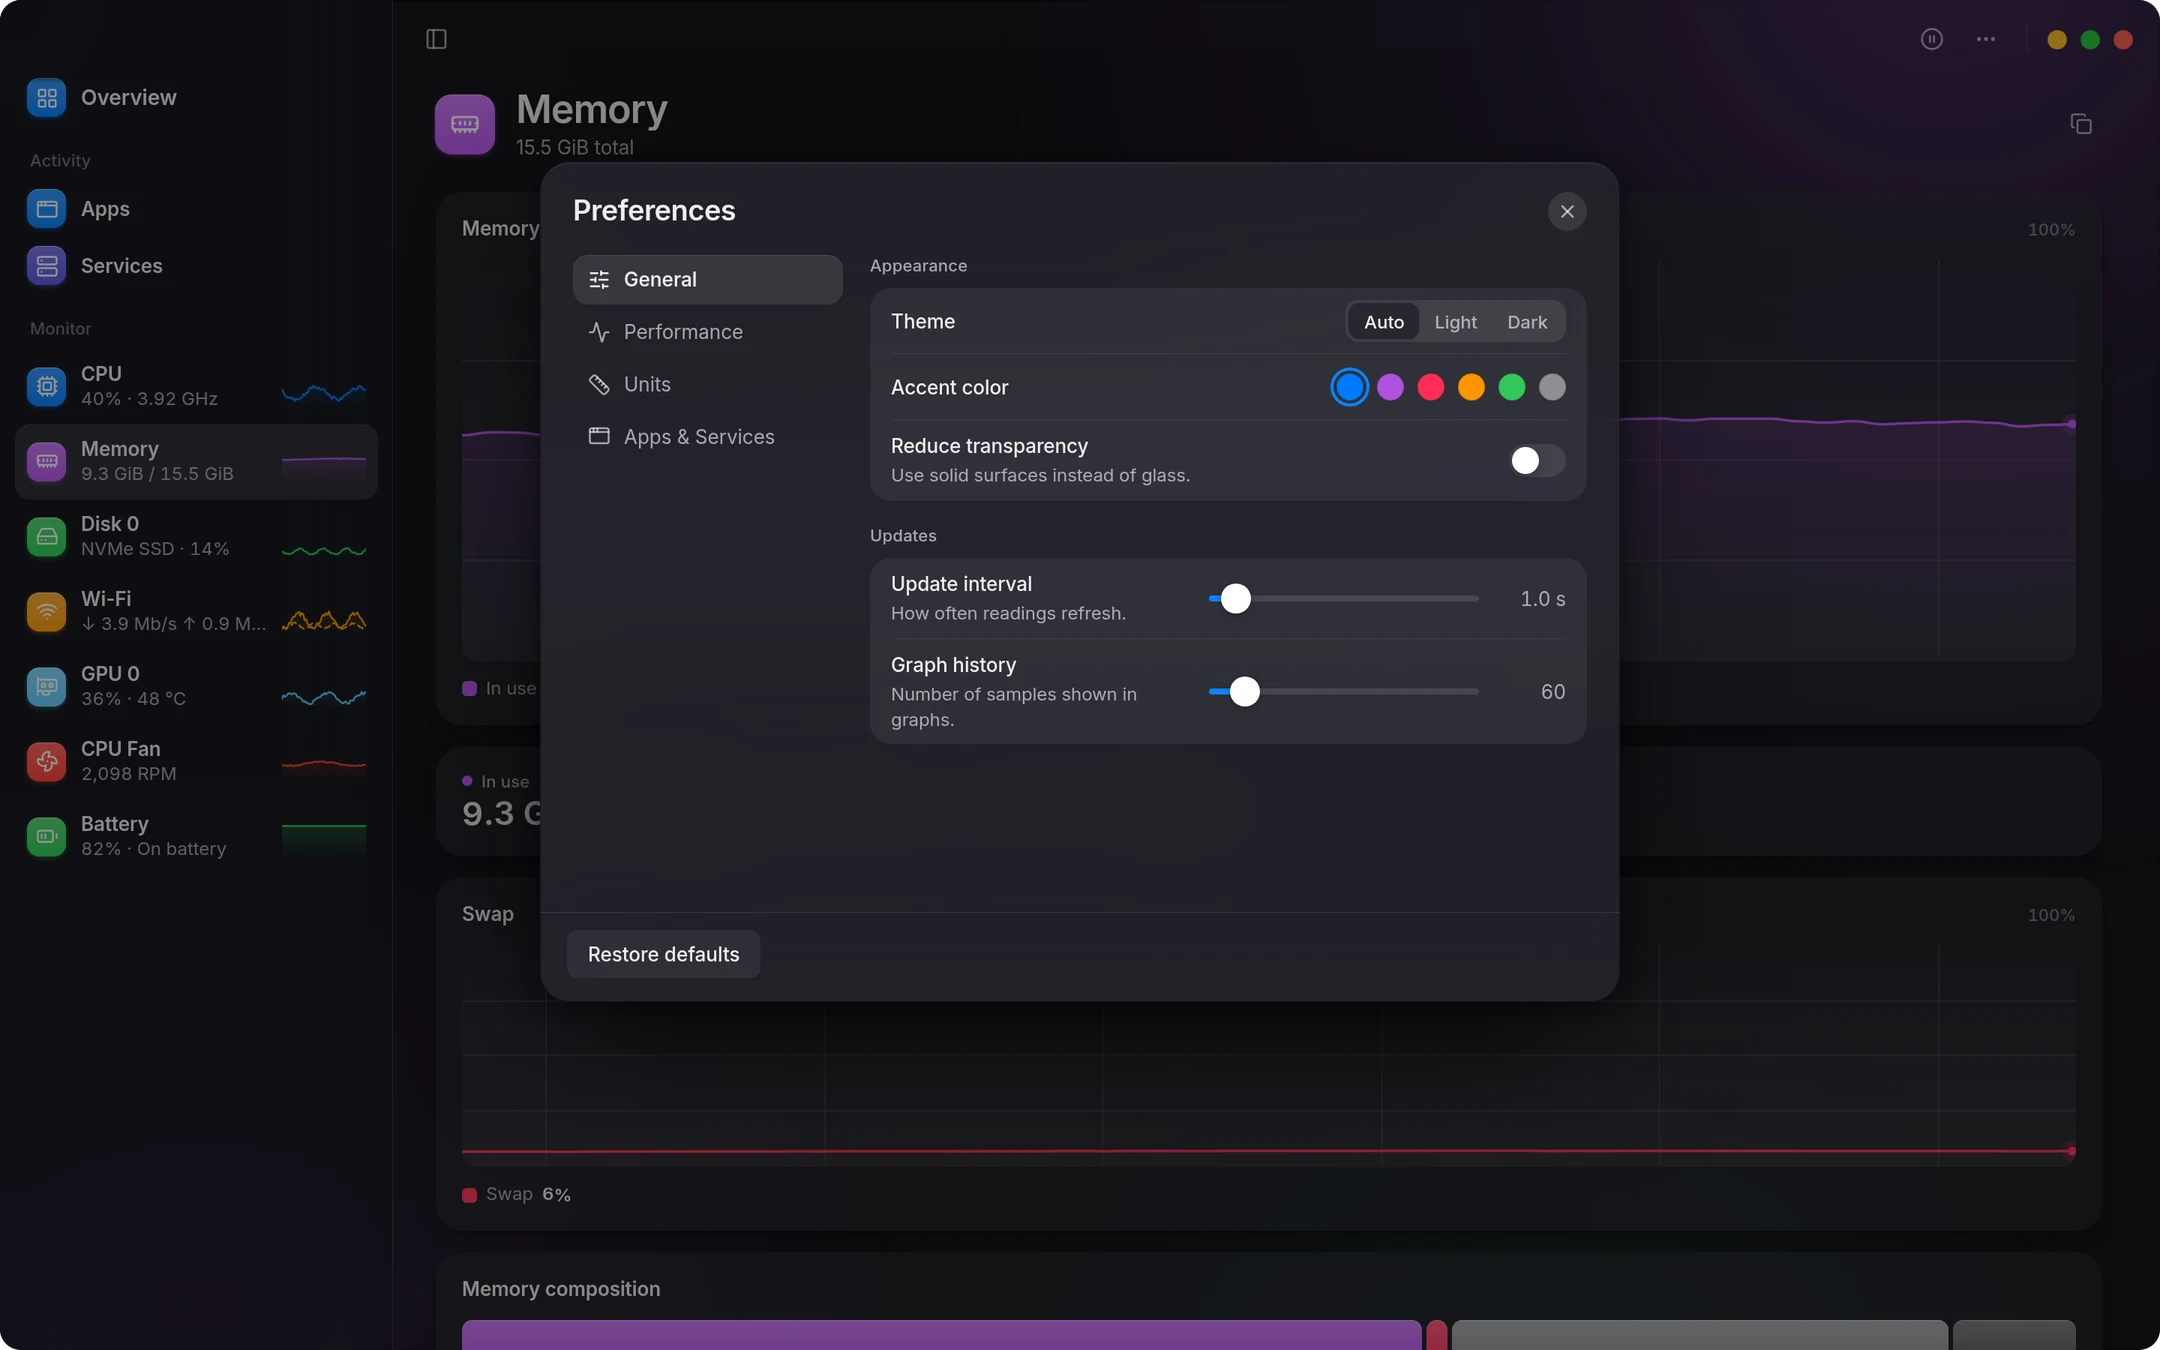 Overview
Activity
Apps
Services
Monitor
CPU
40% · 3.92 GHz
Memory
9.3 GiB / 15.5 GiB
Disk 0
NVMe SSD · 14%
Wi-Fi
↓ 3.9 Mb/s ↑ 0.9 M...
GPU 0
36% · 48 °C
CPU Fan
2,098 RPM
Battery
82% · On battery
Memory
15.5 GiB total
Memory
100%
In use
In use
9.3 G
Swap
100%
Swap 6%
Memory composition
Preferences
General
Performance
Units
Apps & Services
Appearance
Theme
Auto Light Dark
Accent color
Reduce transparency
Use solid surfaces instead of glass.
Updates
Update interval
How often readings refresh.
1.0 s
Graph history
Number of samples shown in
graphs.
60
Restore defaults